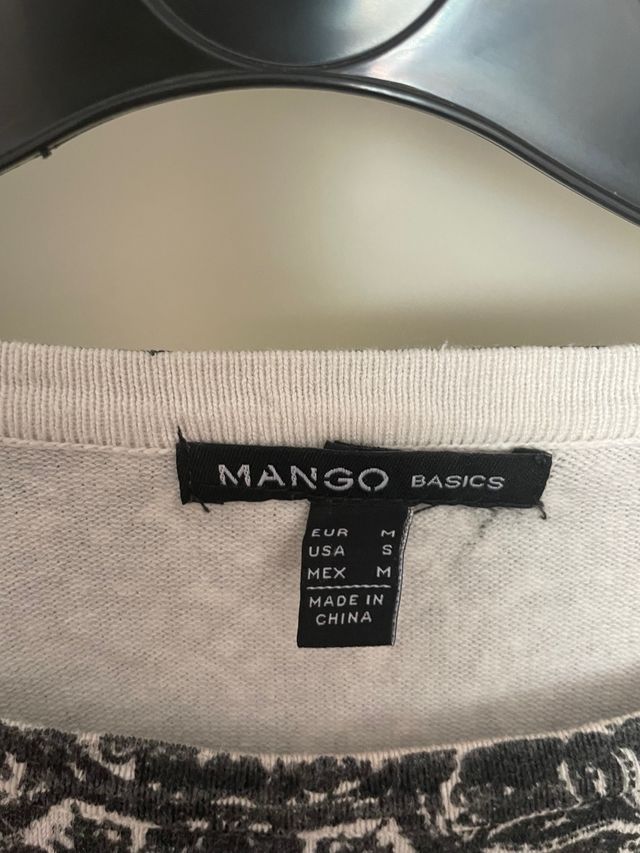 MANGO BASICS
EUR M
USA S
MEX M
MADE IN
CHINA